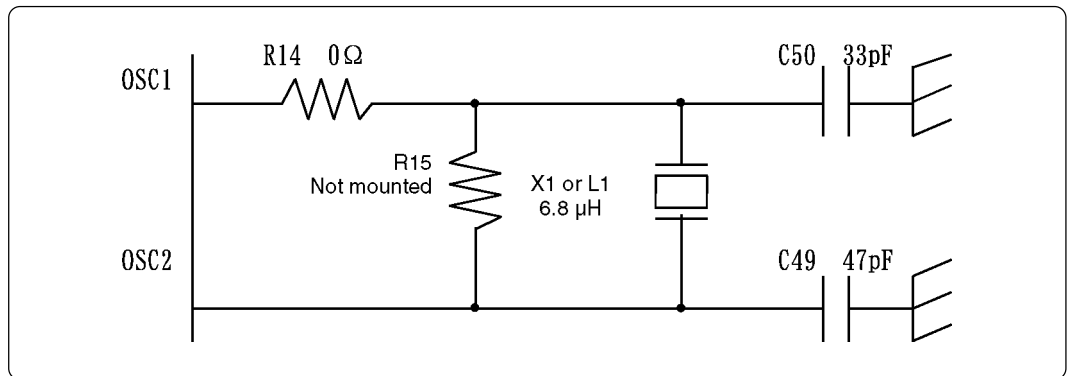 R14 0Ω
C50 33pF
OSC1
R15
Not mounted
X1 or L1
6.8 µH
OSC2
C49 47pF